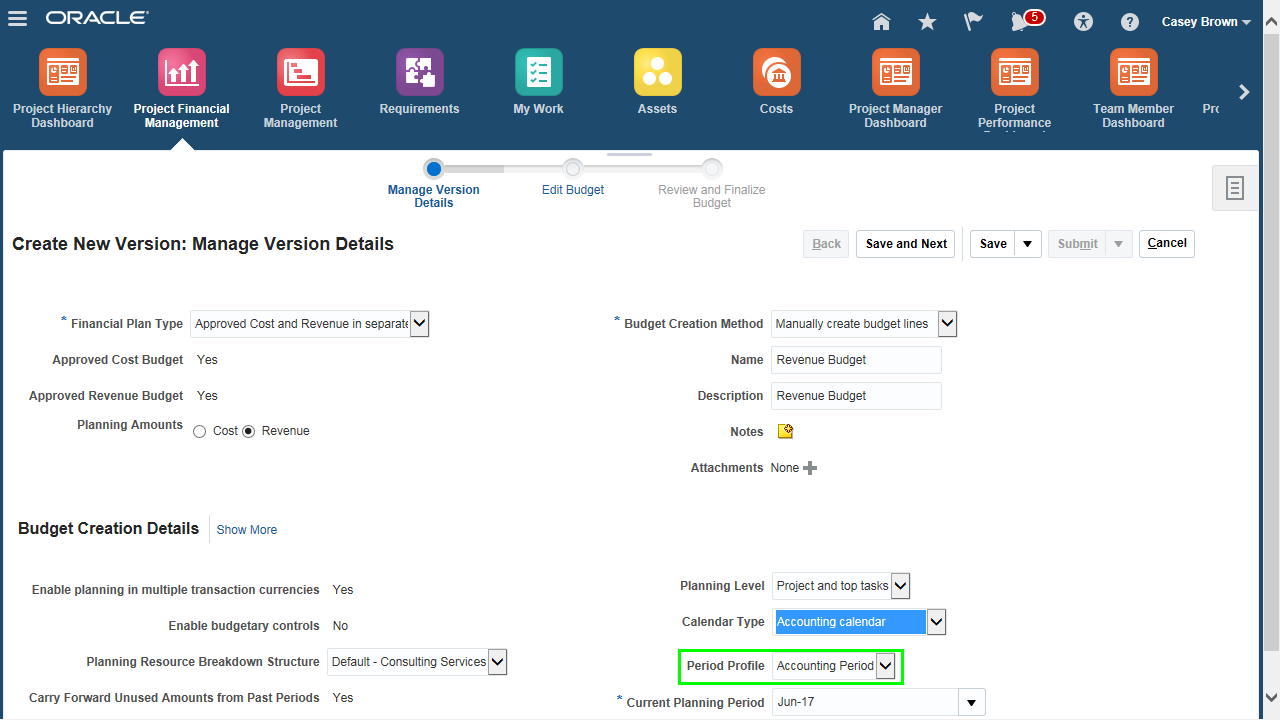 ORACLE
5
Casey Brown
Project Hierarchy
Dashboard
Project Financial
Management
Project
Management
Requirements
My Work
Assets
Costs
Project Manager
Dashboard
Project
Performance
Team Member
Dashboard
Manage Version
Details
Edit Budget
Review and Finalize
Budget
Create New Version: Manage Version Details
Back
Save and Next
Save
Submit
Cancel
* Financial Plan Type Approved Cost and Revenue in separate
Approved Cost Budget Yes
Approved Revenue Budget Yes
Planning Amounts Cost Revenue
* Budget Creation Method Manually create budget lines
Name Revenue Budget
Description Revenue Budget
Notes
Attachments None
Budget Creation Details Show More
Enable planning in multiple transaction currencies Yes
Enable budgetary controls No
Planning Resource Breakdown Structure Default - Consulting Services
Carry Forward Unused Amounts from Past Periods Yes
Planning Level Project and top tasks
Calendar Type Accounting calendar
Period Profile Accounting Period
* Current Planning Period Jun-17